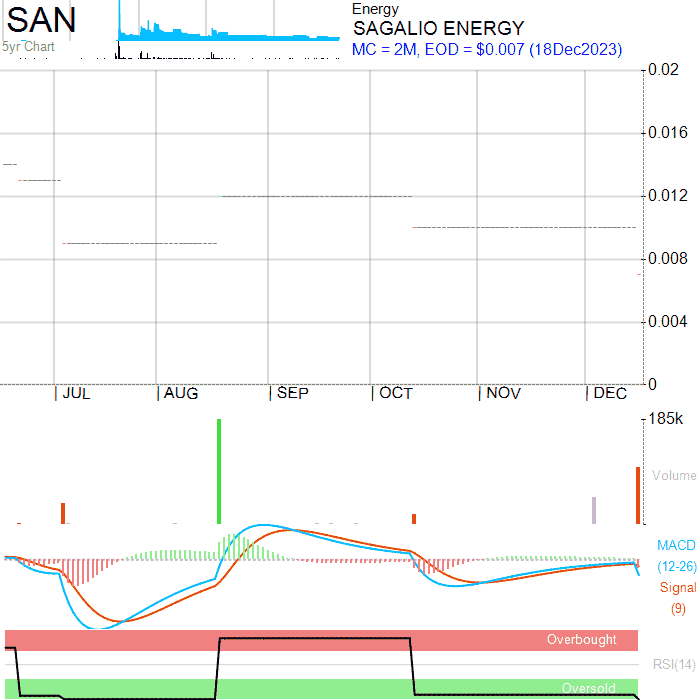 SAN
5yr Chart
Energy
SAGALIO ENERGY
MC = 2M, EOD = $0.007 (18Dec2023)
0.02
0.016
0.012
0.008
0.004
0
JUL
AUG
SEP
OCT
NOV
DEC
185k
Volume
MACD
(12-26)
Signal
(9)
Overbought
RSI(14)
Oversold